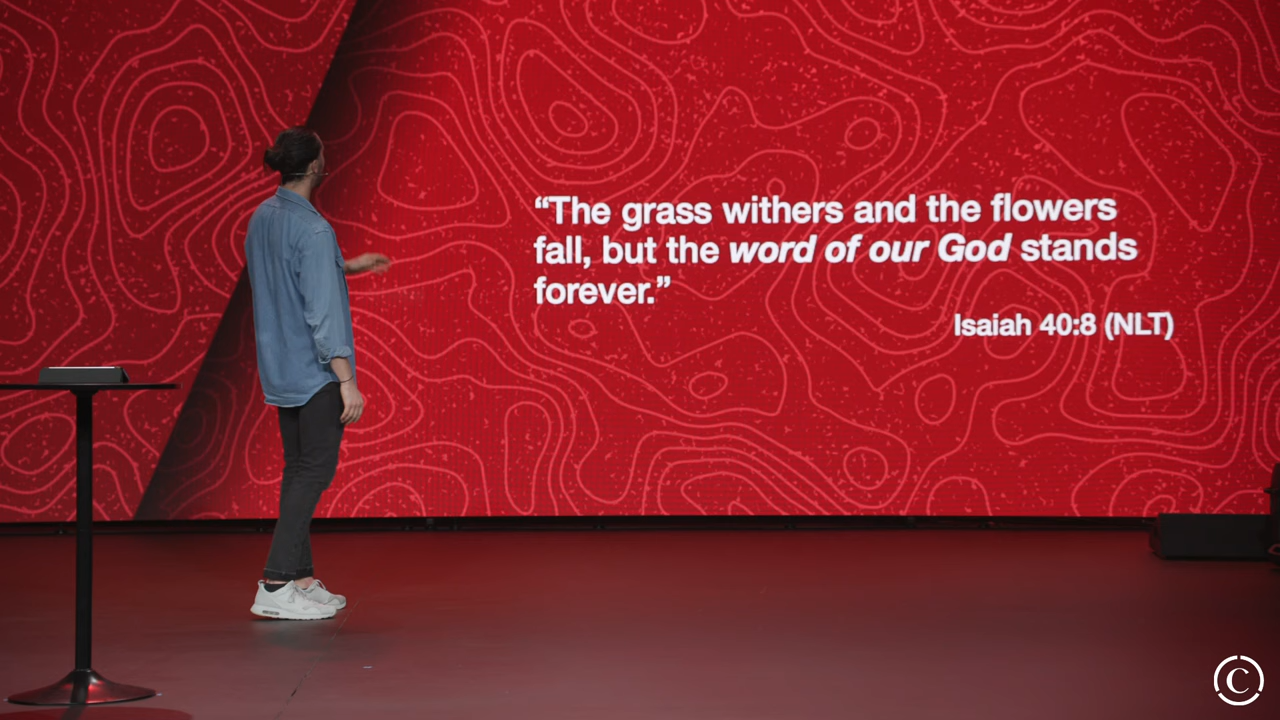 “The grass withers and the flowers
fall, but the word of our God stands
forever.”
Isaiah 40:8 (NLT)
C